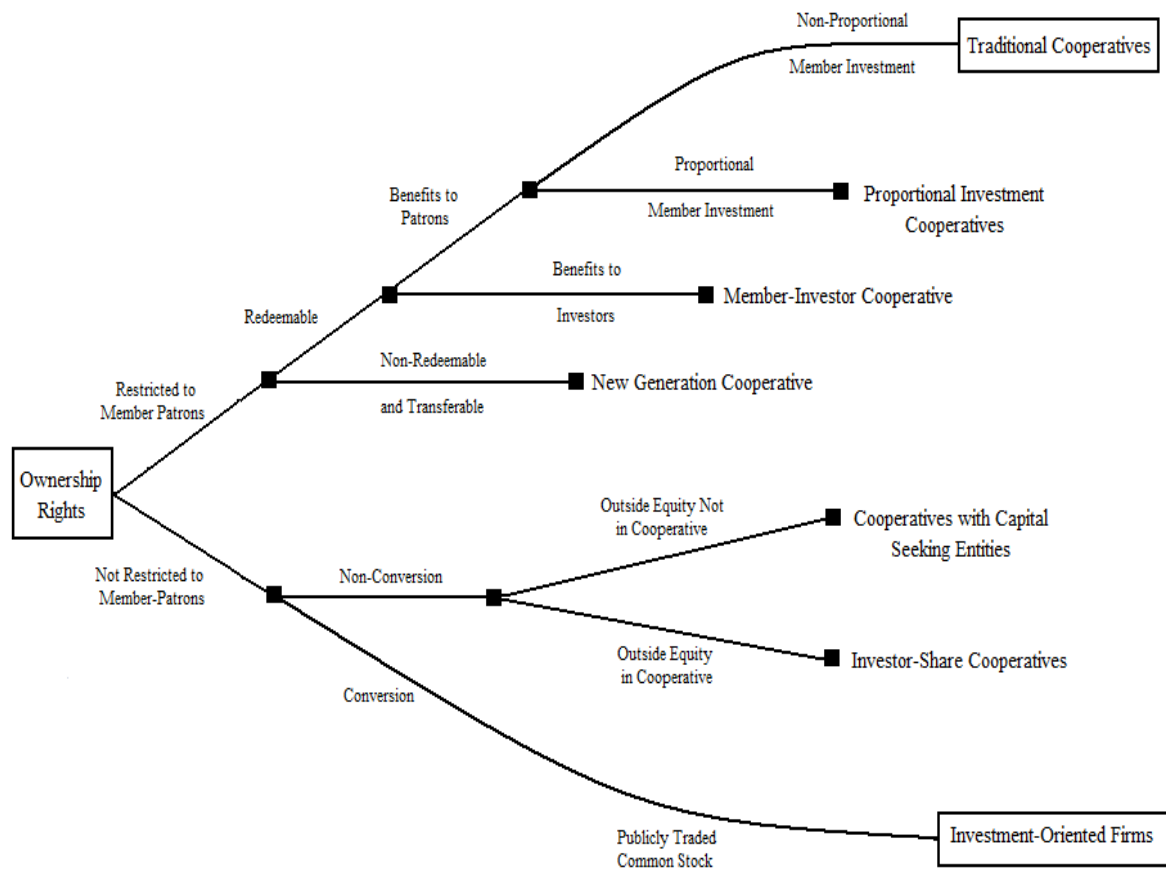 Non-Proportional
Member Investment
Traditional Cooperatives
Benefits to
Patrons
Proportional
Member Investment
Proportional Investment
Cooperatives
Redeemable
Benefits to
Investors
Member-Investor Cooperative
Restricted to
Member Patrons
Non-Redeemable
and Transferable
New Generation Cooperative
Ownership
Rights
Not Restricted to
Member-Patrons
Non-Conversion
Outside Equity Not
in Cooperative
Cooperatives with Capital
Seeking Entities
Outside Equity
in Cooperative
Investor-Share Cooperatives
Conversion
Publicly Traded
Common Stock
Investment-Oriented Firms